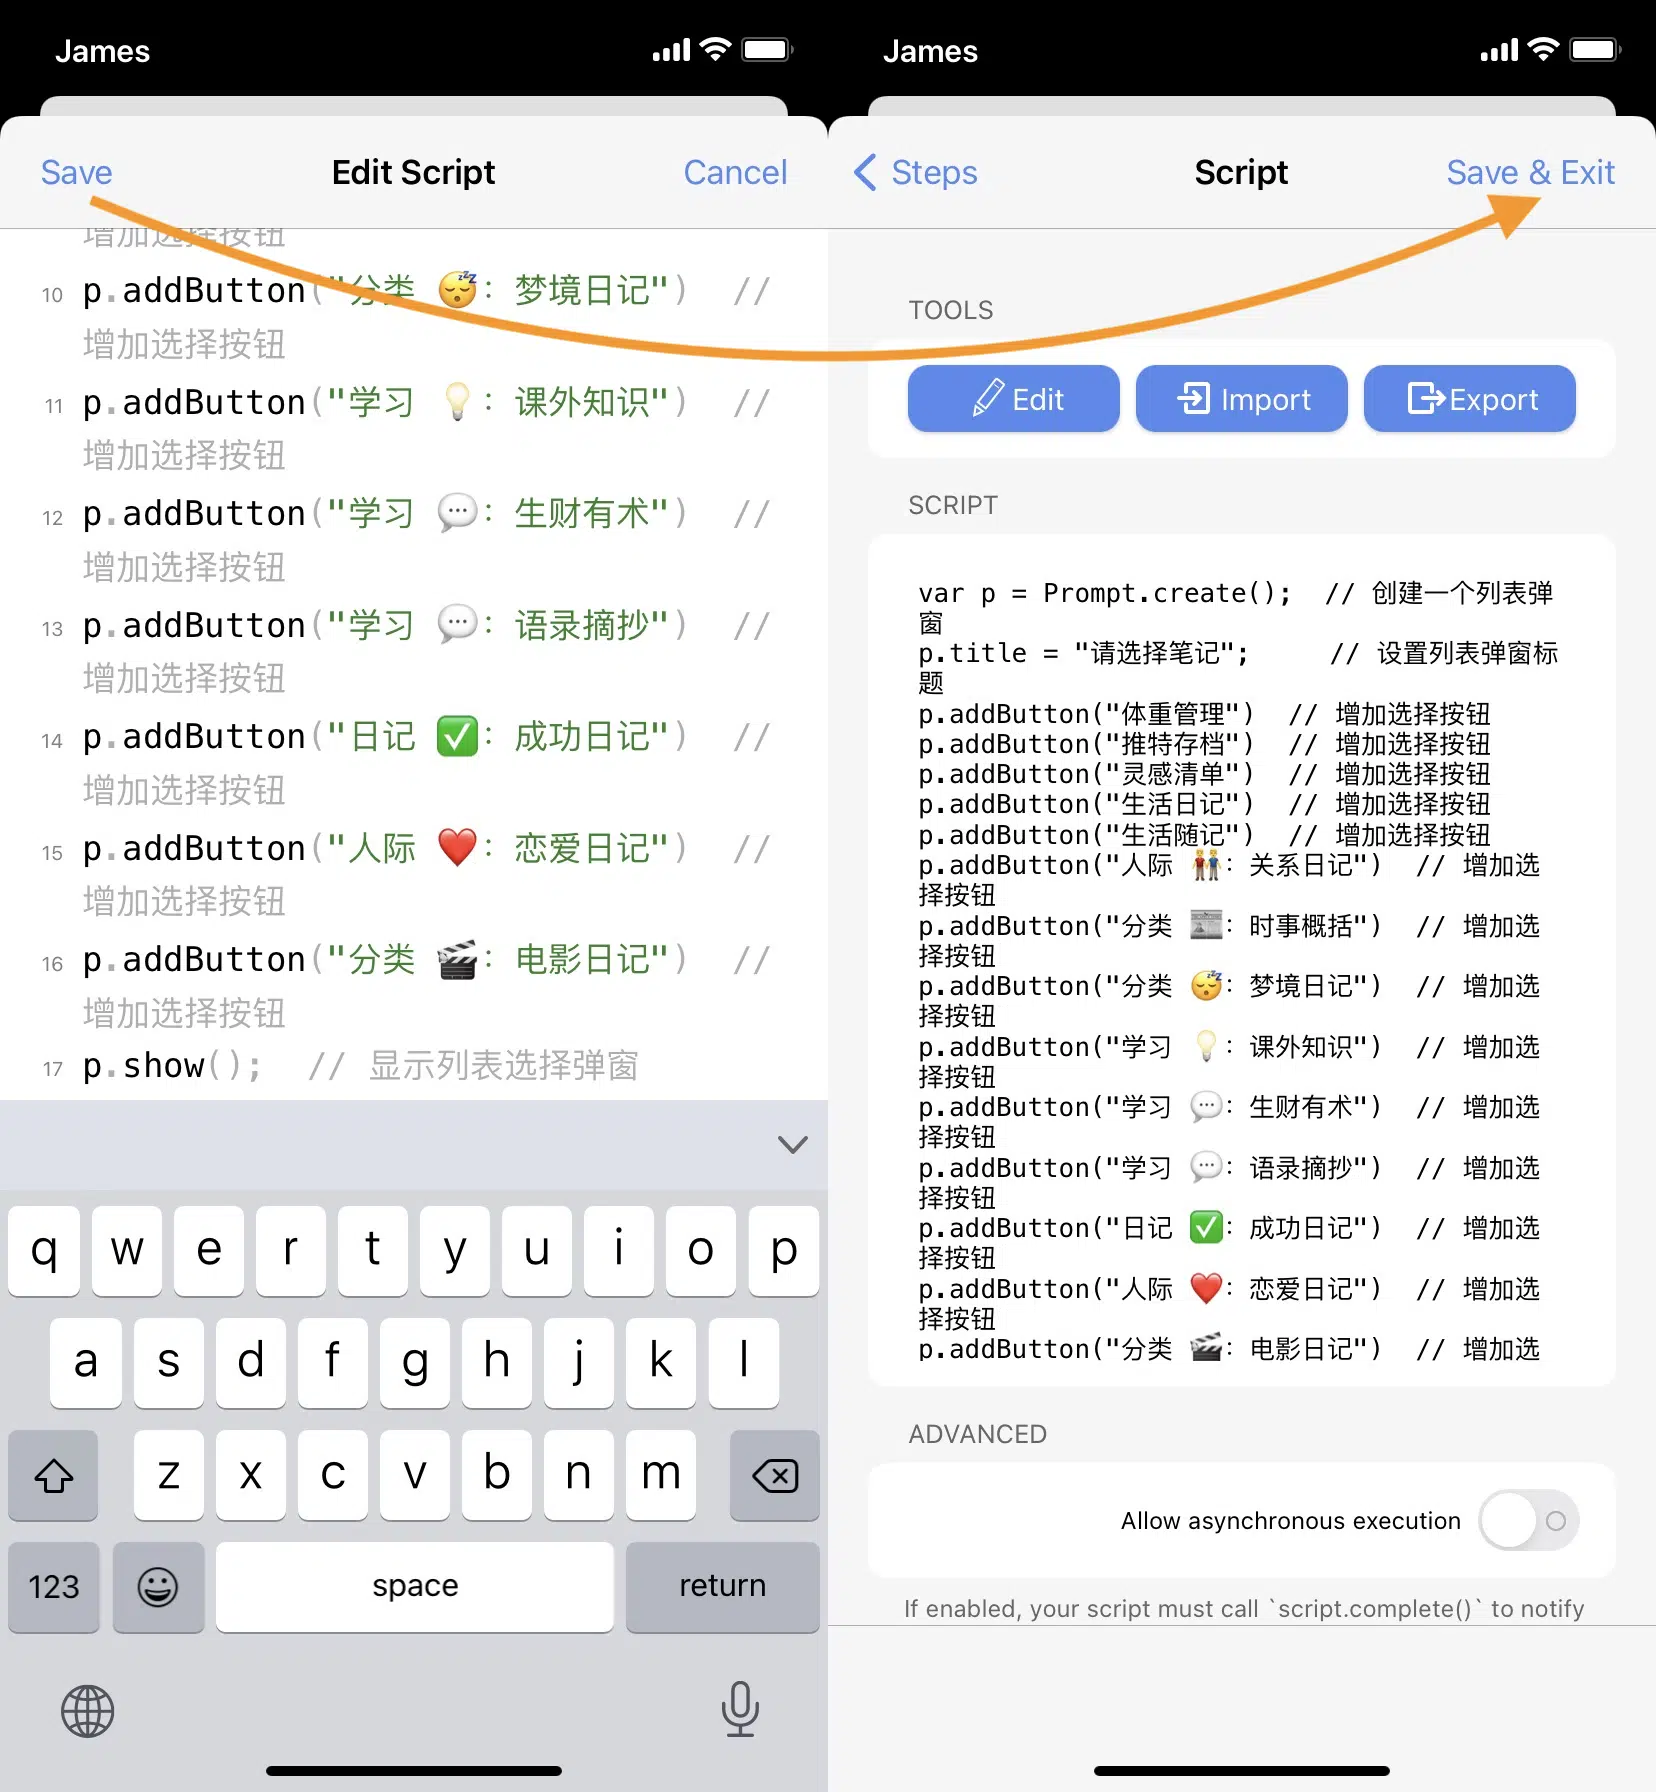 James
Save
Edit Script
Cancel
增加选择按钮
10 p.addButton("分类 😴: 梦境日记") //
增加选择按钮
11 p.addButton("学习 💡: 课外知识") //
增加选择按钮
12 p.addButton("学习 💬: 生财有术") //
增加选择按钮
13 p.addButton("学习 💬: 语录摘抄") //
增加选择按钮
14 p.addButton("日记 ✅: 成功日记") //
增加选择按钮
15 p.addButton("人际 ❤️: 恋爱日记") //
增加选择按钮
16 p.addButton("分类 🎬: 电影日记") //
增加选择按钮
17 p.show(); // 显示列表选择弹窗
q w e r t y u i o p
a s d f g h j k l
z x c v b n m
123
space
return
James
Steps
Script
Save & Exit
TOOLS
Edit
Import
Export
SCRIPT
var p = Prompt.create(); // 创建一个列表弹
窗
p.title = "请选择笔记"; // 设置列表弹窗标
题
p.addButton("体重管理") // 增加选择按钮
p.addButton("推特存档") // 增加选择按钮
p.addButton("灵感清单") // 增加选择按钮
p.addButton("生活日记") // 增加选择按钮
p.addButton("生活随记") // 增加选择按钮
p.addButton("人际 👬: 关系日记") // 增加选
择按钮
p.addButton("分类 📰: 时事概括") // 增加选
择按钮
p.addButton("分类 😴: 梦境日记") // 增加选
择按钮
p.addButton("学习 💡: 课外知识") // 增加选
择按钮
p.addButton("学习 💬: 生财有术") // 增加选
择按钮
p.addButton("学习 💬: 语录摘抄") // 增加选
择按钮
p.addButton("日记 ✅: 成功日记") // 增加选
择按钮
p.addButton("人际 ❤️: 恋爱日记") // 增加选
择按钮
p.addButton("分类 🎬: 电影日记") // 增加选
ADVANCED
Allow asynchronous execution
If enabled, your script must call `script.complete()` to notify